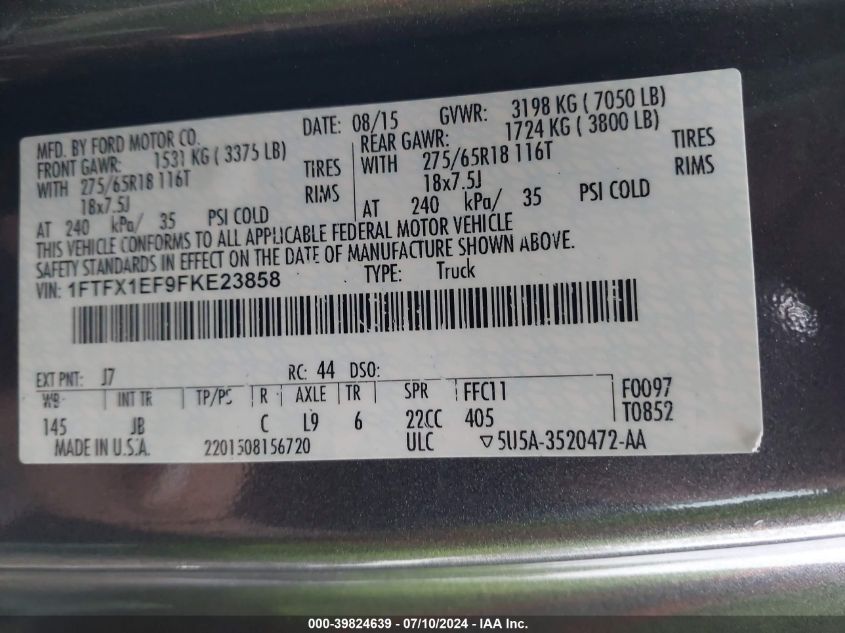 MFD. BY FORD MOTOR CO.
DATE: 08/15
GVWR: 3198 KG ( 7050 LB)
FRONT GAWR: 1531 KG ( 3375 LB)
WITH 275/65R18 116T TIRES
18x7.5J RIMS
AT 240 kPa/ 35 PSI COLD
REAR GAWR: 1724 KG ( 3800 LB)
WITH 275/65R18 116T TIRES
18x7.5J RIMS
AT 240 kPa/ 35 PSI COLD
THIS VEHICLE CONFORMS TO ALL APPLICABLE FEDERAL MOTOR VEHICLE
SAFETY STANDARDS IN EFFECT ON THE DATE OF MANUFACTURE SHOWN ABOVE.
VIN: 1FTFX1EF9FKE23858
TYPE: Truck
EXT PNT: J7 RC: 44 DSO:
WB INT TR TP/PS R AXLE TR SPR FFC11 F0097
145 JB C L9 6 22CC 405 T0852
MADE IN U.S.A. 2201508156720 ULC 5U5A-3520472-AA
000-39824639 - 07/10/2024 - IAA Inc.